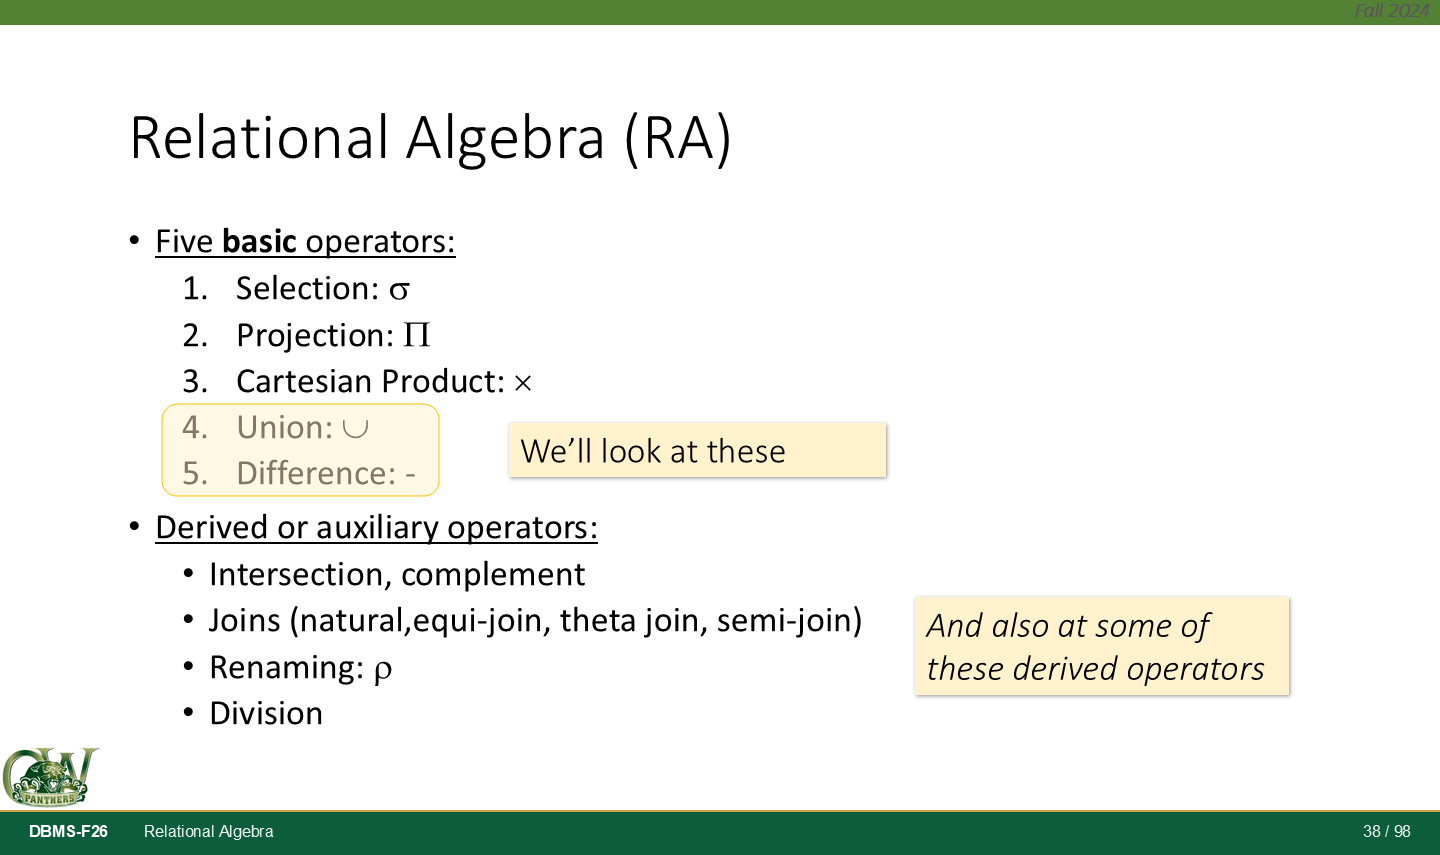 Fall 2024
Relational Algebra (RA)
• Five basic operators:
1. Selection: σ
2. Projection: Π
3. Cartesian Product: ×
4. Union: ∪
5. Difference: -
We’ll look at these
• Derived or auxiliary operators:
• Intersection, complement
• Joins (natural,equi-join, theta join, semi-join)
• Renaming: ρ
• Division
And also at some of
these derived operators
OW
PANTHERS
DBMS-F26 Relational Algebra 38 / 98